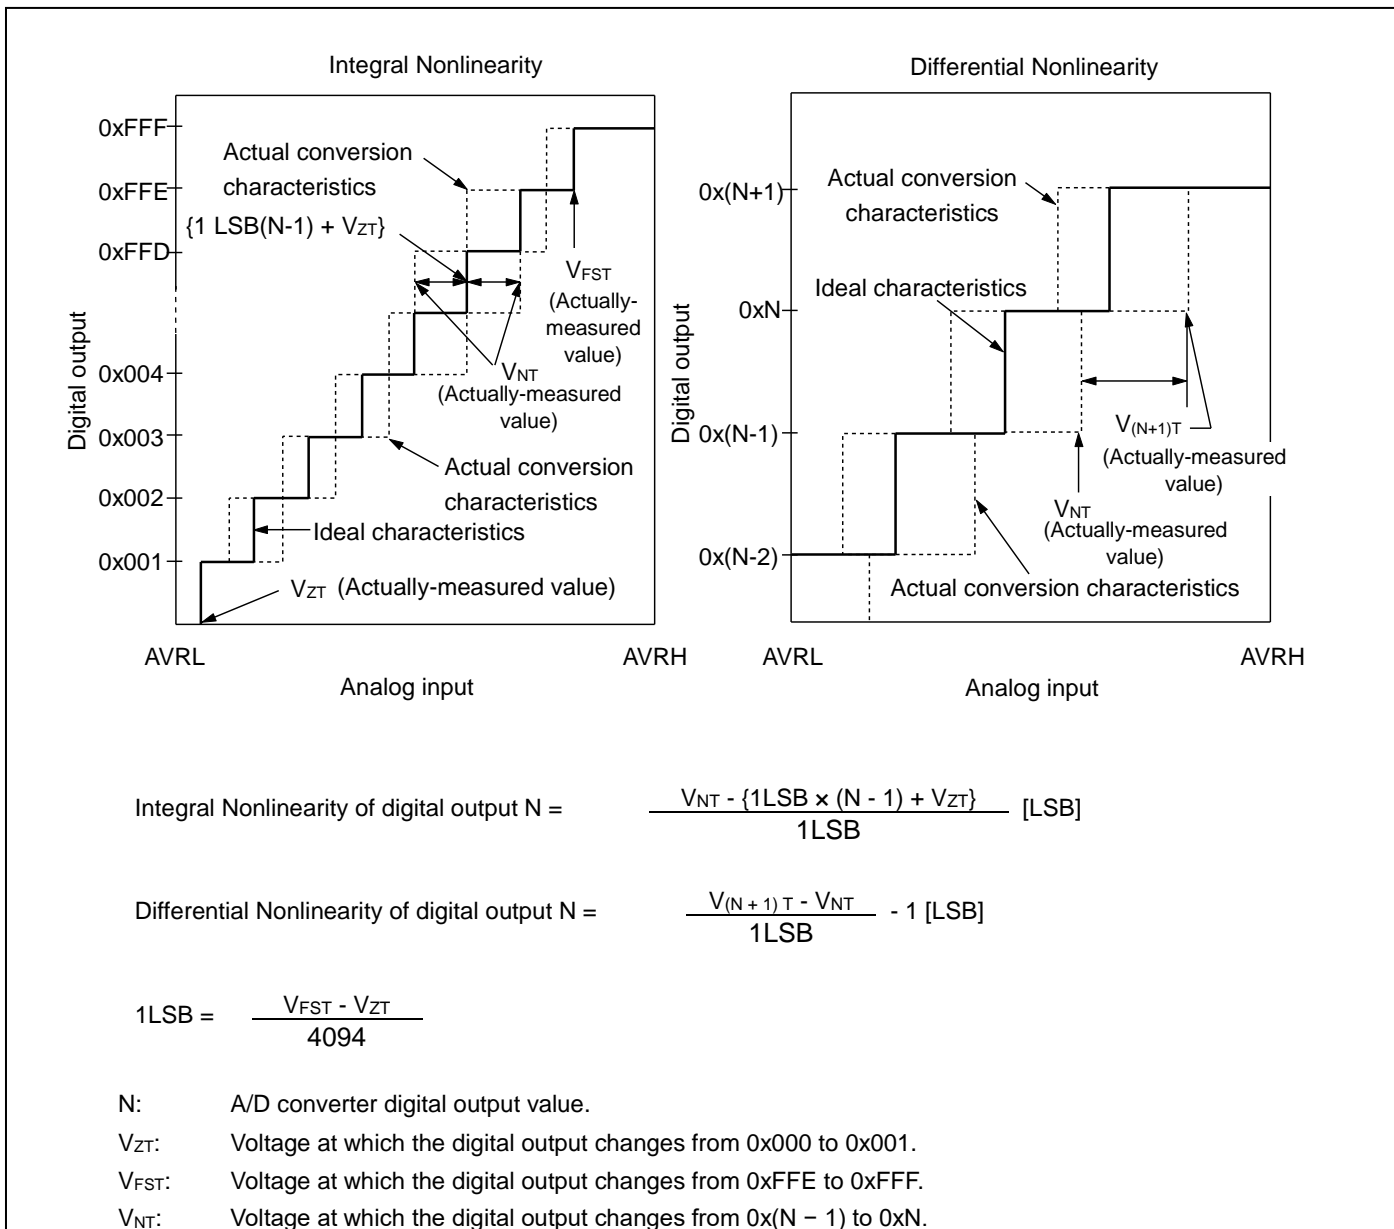 Integral Nonlinearity
0xFFF
0xFFE
0xFFD
0x004
0x003
0x002
0x001
Digital output
Actual conversion
characteristics
{1 LSB(N-1) + VZT}
VFST
(Actually-
measured
value)
VNT
(Actually-measured
value)
Actual conversion
characteristics
Ideal characteristics
VZT (Actually-measured value)
AVRL
AVRH
Analog input
Differential Nonlinearity
0x(N+1)
0xN
0x(N-1)
0x(N-2)
Digital output
Actual conversion
characteristics
Ideal characteristics
V(N+1)T
(Actually-measured
value)
VNT
(Actually-measured
value)
Actual conversion characteristics
AVRL
AVRH
Analog input
Integral Nonlinearity of digital output N = VNT - {1LSB × (N - 1) + VZT} [LSB]
1LSB
Differential Nonlinearity of digital output N = V(N + 1) T - VNT - 1 [LSB]
1LSB
1LSB = VFST - VZT
4094
N: A/D converter digital output value.
VZT: Voltage at which the digital output changes from 0x000 to 0x001.
VFST: Voltage at which the digital output changes from 0xFFE to 0xFFF.
VNT: Voltage at which the digital output changes from 0x(N − 1) to 0xN.